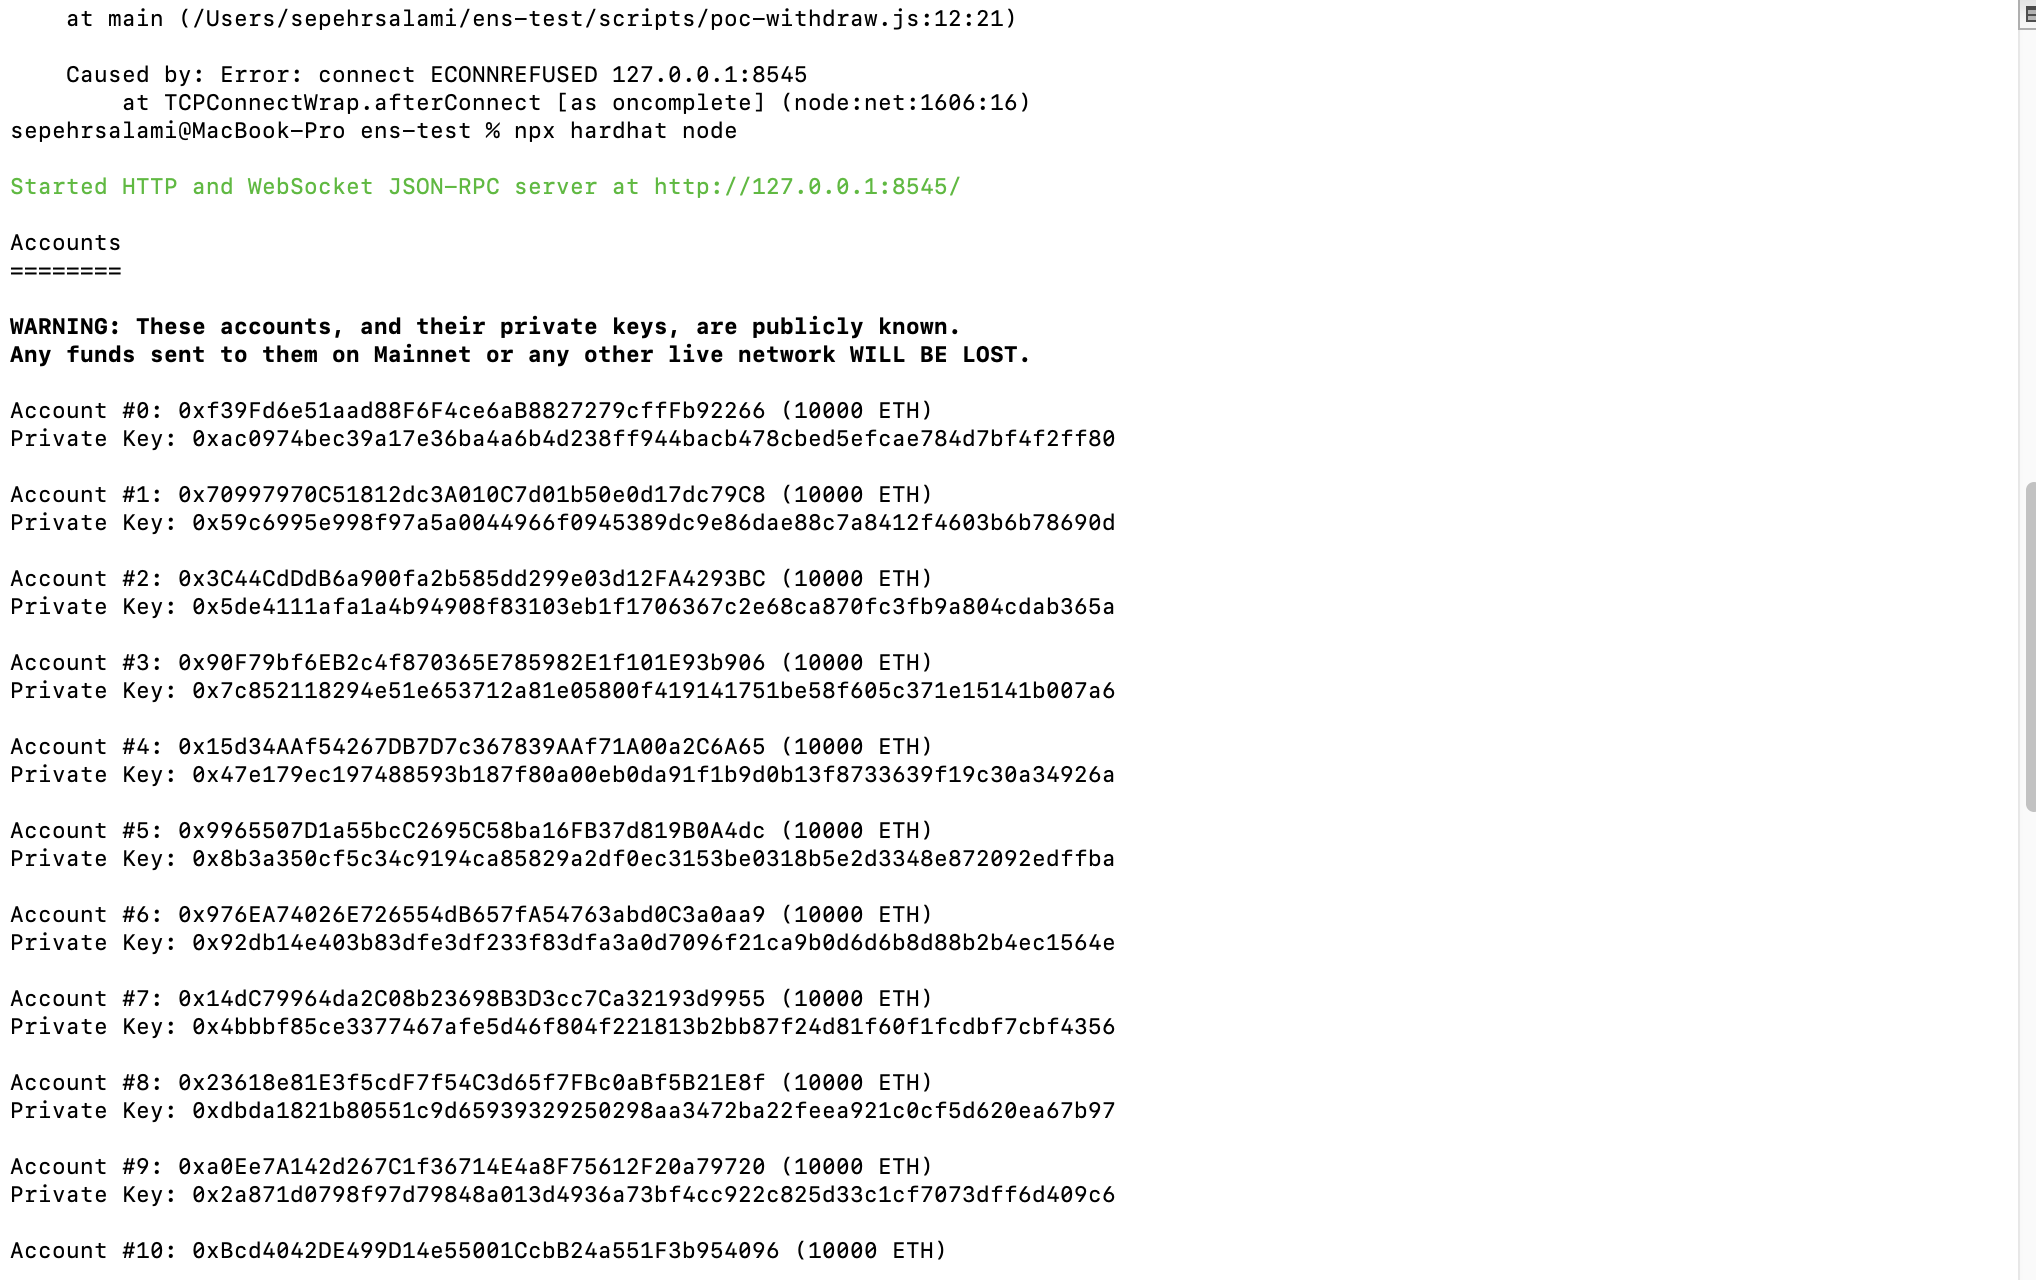 at main (/Users/sepehrsalami/ens-test/scripts/poc-withdraw.js:12:21)
Caused by: Error: connect ECONNREFUSED 127.0.0.1:8545
at TCPConnectWrap.afterConnect [as oncomplete] (node:net:1606:16)
sepehrsalami@MacBook-Pro ens-test % npx hardhat node
Started HTTP and WebSocket JSON-RPC server at http://127.0.0.1:8545/
Accounts
========
WARNING: These accounts, and their private keys, are publicly known.
Any funds sent to them on Mainnet or any other live network WILL BE LOST.
Account #0: 0xf39Fd6e51aad88F6F4ce6aB8827279cffFb92266 (10000 ETH)
Private Key: 0xac0974bec39a17e36ba4a6b4d238ff944bacb478cbed5efcae784d7bf4f2ff80
Account #1: 0x70997970C51812dc3A010C7d01b50e0d17dc79C8 (10000 ETH)
Private Key: 0x59c6995e998f97a5a0044966f0945389dc9e86dae88c7a8412f4603b6b78690d
Account #2: 0x3C44CdDdB6a900fa2b585dd299e03d12FA4293BC (10000 ETH)
Private Key: 0x5de4111afa1a4b94908f83103eb1f1706367c2e68ca870fc3fb9a804cdab365a
Account #3: 0x90F79bf6EB2c4f870365E785982E1f101E93b906 (10000 ETH)
Private Key: 0x7c852118294e51e653712a81e05800f419141751be58f605c371e15141b007a6
Account #4: 0x15d34AAf54267DB7D7c367839AAf71A00a2C6A65 (10000 ETH)
Private Key: 0x47e179ec197488593b187f80a00eb0da91f1b9d0b13f8733639f19c30a34926a
Account #5: 0x9965507D1a55bcC2695C58ba16FB37d819B0A4dc (10000 ETH)
Private Key: 0x8b3a350cf5c34c9194ca85829a2df0ec3153be0318b5e2d3348e872092edffba
Account #6: 0x976EA74026E726554dB657fA54763abd0C3a0aa9 (10000 ETH)
Private Key: 0x92db14e403b83dfe3df233f83dfa3a0d7096f21ca9b0d6d6b8d88b2b4ec1564e
Account #7: 0x14dC79964da2C08b23698B3D3cc7Ca32193d9955 (10000 ETH)
Private Key: 0x4bbbf85ce3377467afe5d46f804f221813b2bb87f24d81f60f1fcdbf7cbf4356
Account #8: 0x23618e81E3f5cdF7f54C3d65f7FBc0aBf5B21E8f (10000 ETH)
Private Key: 0xdbda1821b80551c9d65939329250298aa3472ba22feea921c0cf5d620ea67b97
Account #9: 0xa0Ee7A142d267C1f36714E4a8F75612F20a79720 (10000 ETH)
Private Key: 0x2a871d0798f97d79848a013d4936a73bf4cc922c825d33c1cf7073dff6d409c6
Account #10: 0xBcd4042DE499D14e55001CcbB24a551F3b954096 (10000 ETH)